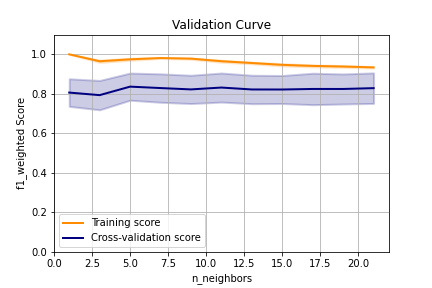 Validation Curve
f1_weighted Score
1.0
0.8
0.6
0.4
0.2
0.0
Training score
Cross-validation score
0.0 2.5 5.0 7.5 10.0 12.5 15.0 17.5 20.0
n_neighbors